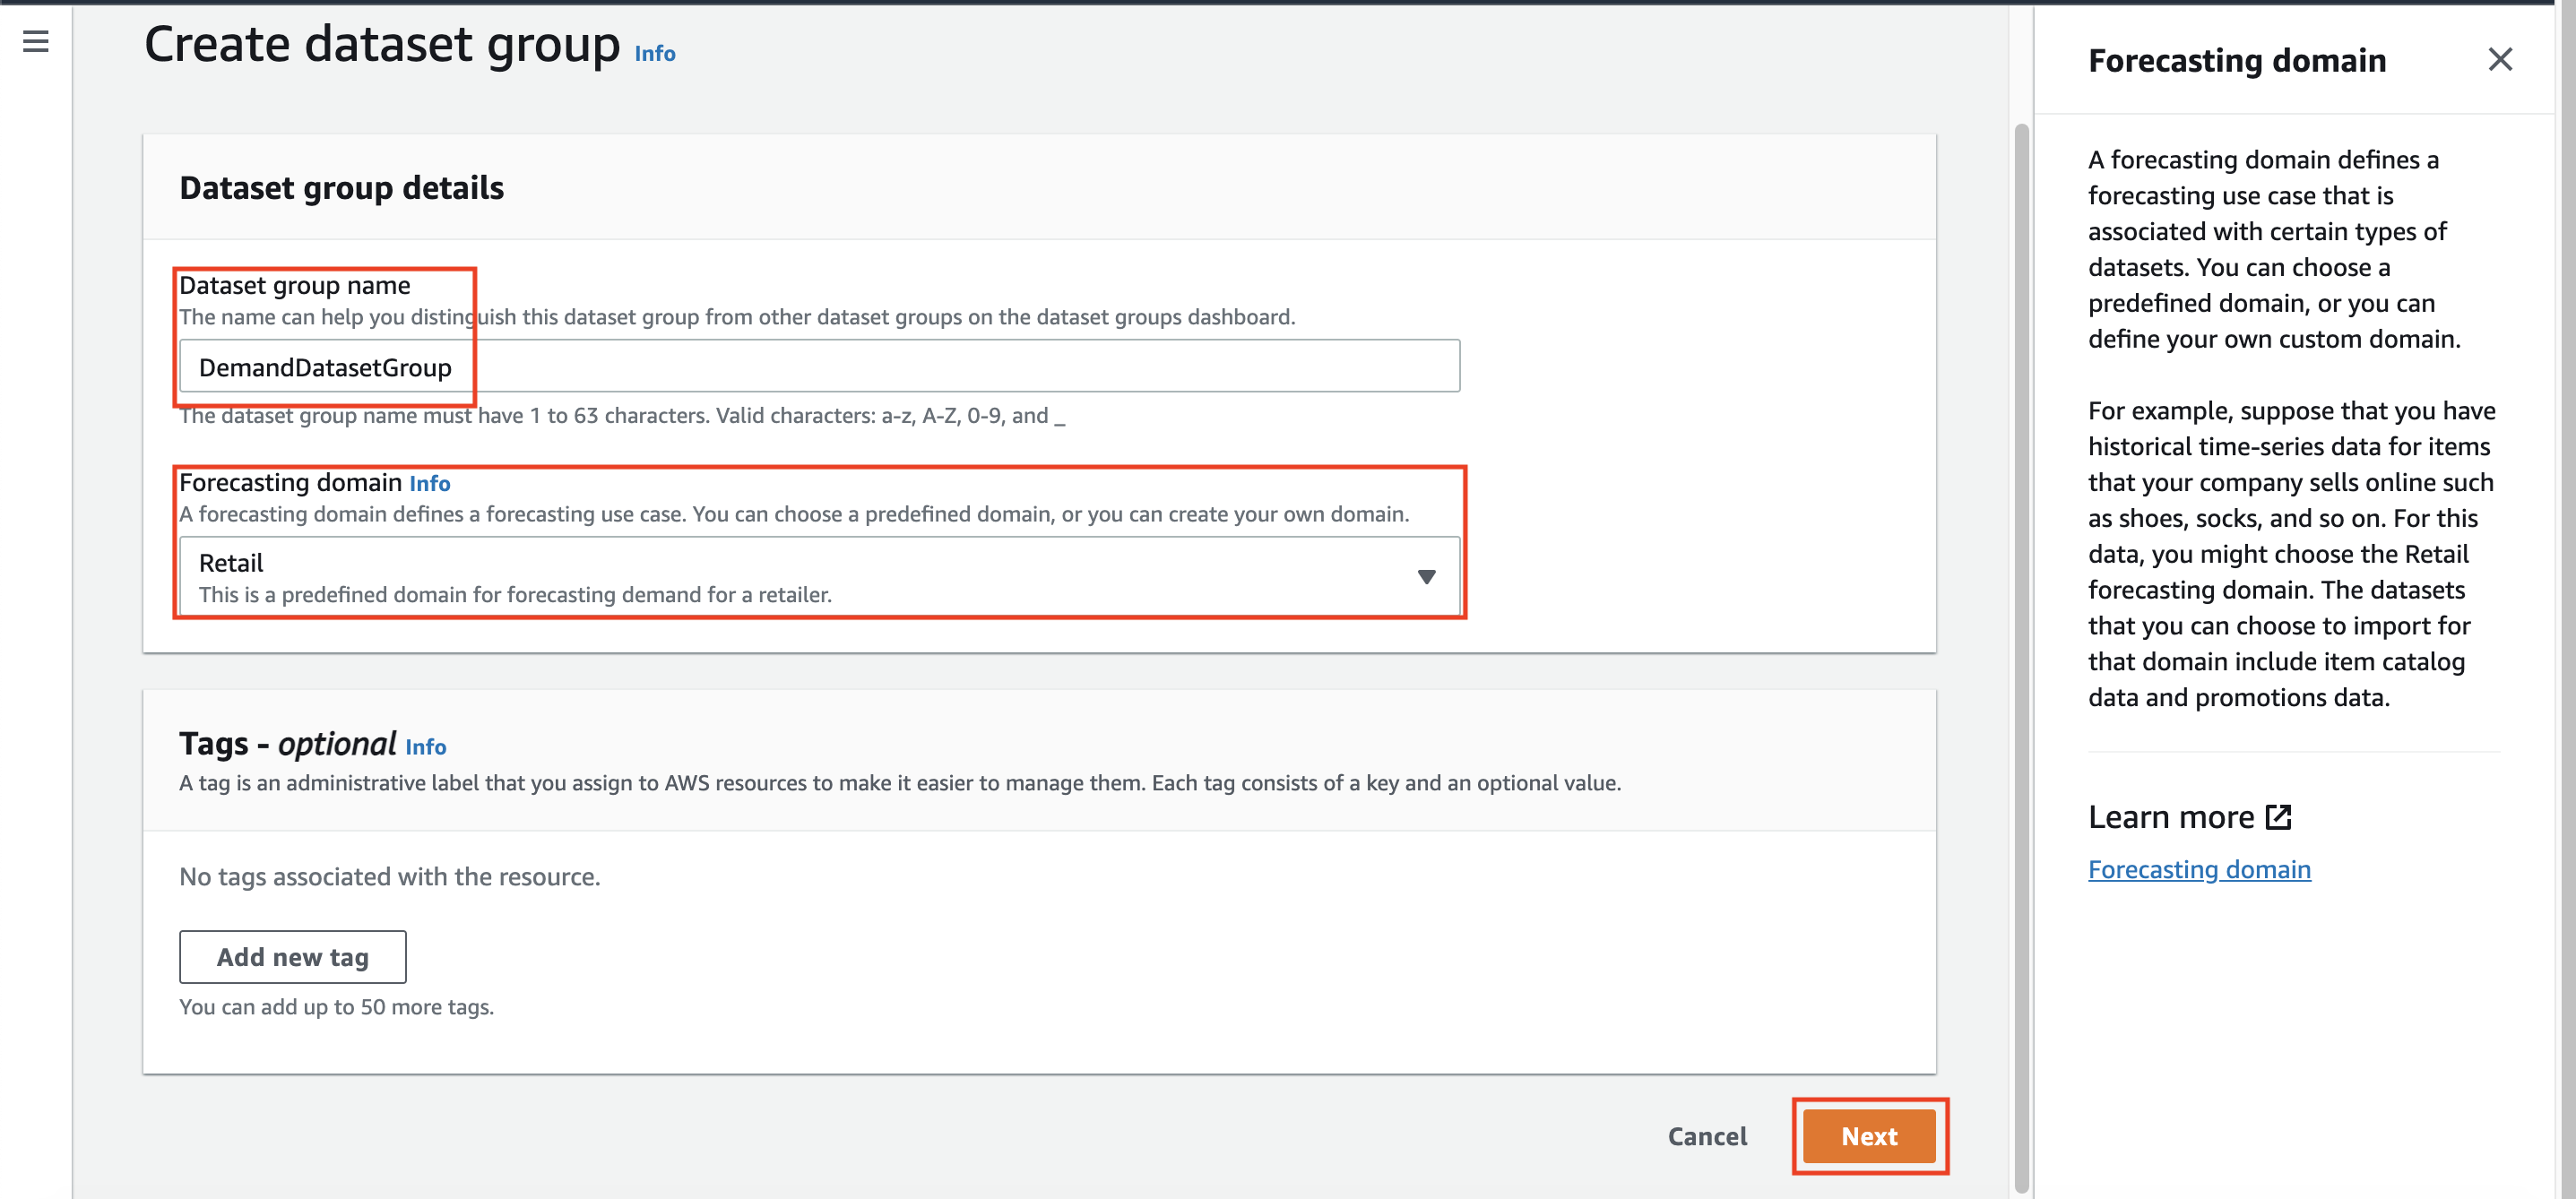 Create dataset group Info
Dataset group details
Dataset group name
The name can help you distinguish this dataset group from other dataset groups on the dataset groups dashboard.
DemandDatasetGroup
The dataset group name must have 1 to 63 characters. Valid characters: a-z, A-Z, 0-9, and _
Forecasting domain Info
A forecasting domain defines a forecasting use case. You can choose a predefined domain, or you can create your own domain.
Retail
This is a predefined domain for forecasting demand for a retailer.
Tags - optional Info
A tag is an administrative label that you assign to AWS resources to make it easier to manage them. Each tag consists of a key and an optional value.
No tags associated with the resource.
Add new tag
You can add up to 50 more tags.
Cancel
Next
Forecasting domain
A forecasting domain defines a
forecasting use case that is
associated with certain types of
datasets. You can choose a
predefined domain, or you can
define your own custom domain.
For example, suppose that you have
historical time-series data for items
that your company sells online such
as shoes, socks, and so on. For this
data, you might choose the Retail
forecasting domain. The datasets
that you can choose to import for
that domain include item catalog
data and promotions data.
Learn more
Forecasting domain